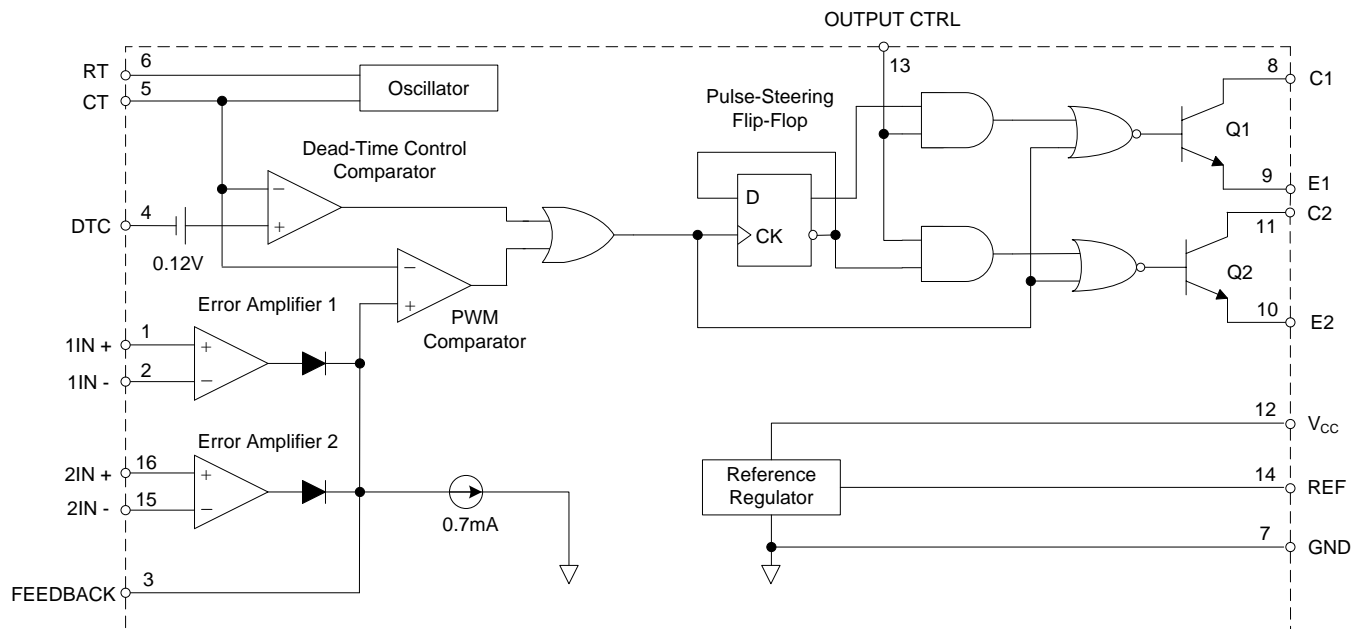 OUTPUT CTRL
RT
6
5
CT
Oscillator
13
8
C1
Pulse-Steering
Flip-Flop
Q1
Dead-Time Control
Comparator
9
E1
D
CK
DTC
4
0.12V
−
+
C2
11
Q2
−
+
PWM
Comparator
10
E2
Error Amplifier 1
1IN +
1
+
1IN -
2
−
12
VCC
Error Amplifier 2
2IN +
16
+
2IN -
15
−
0.7mA
Reference
Regulator
14
REF
7
GND
FEEDBACK
3